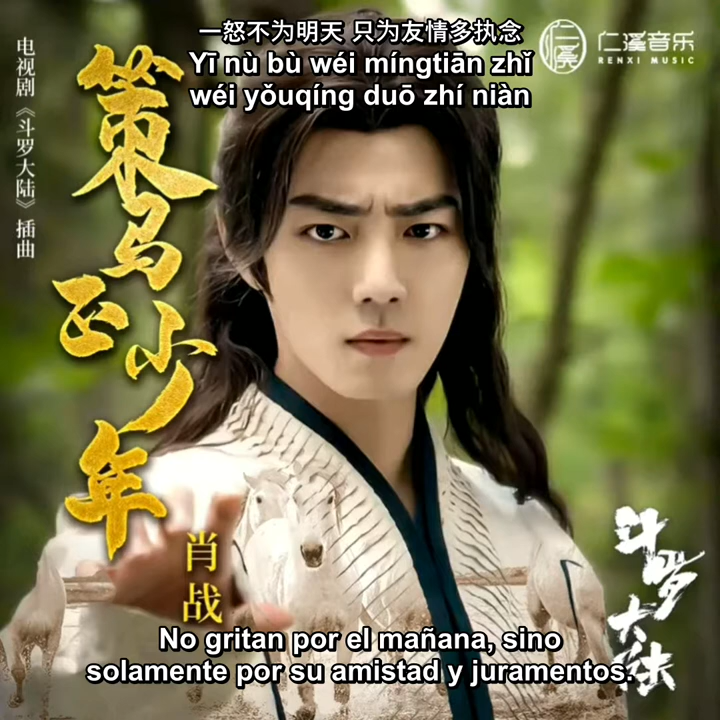 一怒不为明天 只为友情多执念
Yī nù bù wéi míngtiān zhǐ
wéi yǒuqíng duō zhí niàn
仁溪
仁溪音乐
RENXI MUSIC
电视剧《斗罗大陆》插曲
策马正少年
肖战
斗罗大陆
No gritan por el mañana, sino
solamente por su amistad y juramentos.